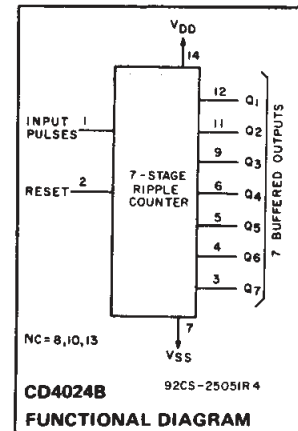 VDD
14
INPUT 1
PULSES
RESET 2
7-STAGE
RIPPLE
COUNTER
12 Q1
11 Q2
9 Q3
6 Q4
5 Q5
4 Q6
3 Q7
7 BUFFERED OUTPUTS
7
NC=8,10,13
VSS
CD4024B 92CS-25051R4
FUNCTIONAL DIAGRAM